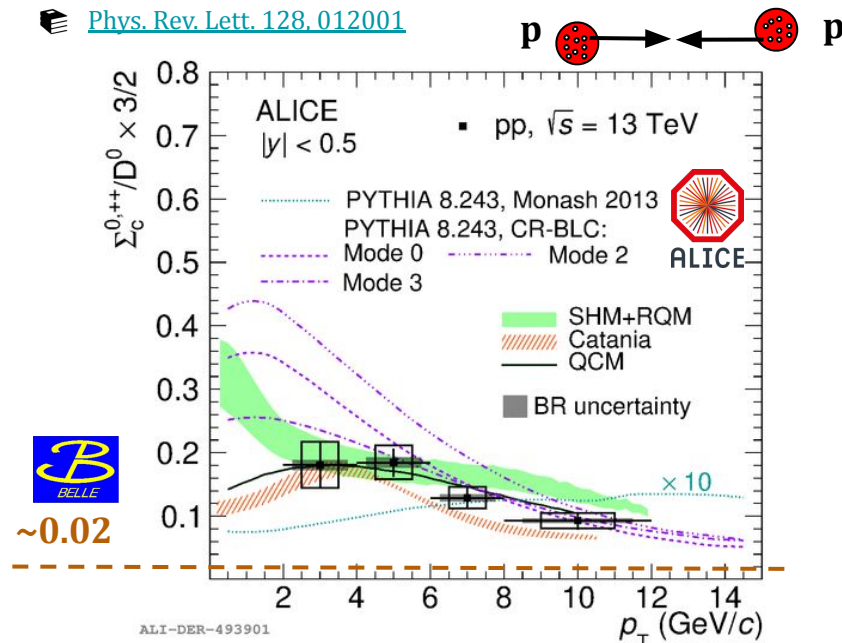 Phys. Rev. Lett. 128, 012001
p p
ALICE
|y| < 0.5
pp, √s = 13 TeV
PYTHIA 8.243, Monash 2013
PYTHIA 8.243, CR-BLC:
Mode 0 Mode 2
Mode 3
ALICE
SHM+RQM
Catania
QCM
BR uncertainty
× 10
Σc0,++/D0 × 3/2
0.8
0.7
0.6
0.5
0.4
0.3
0.2
0.1
B
BELLE
~0.02
2 4 6 8 10 12 14
pT (GeV/c)
ALI-DER-493901